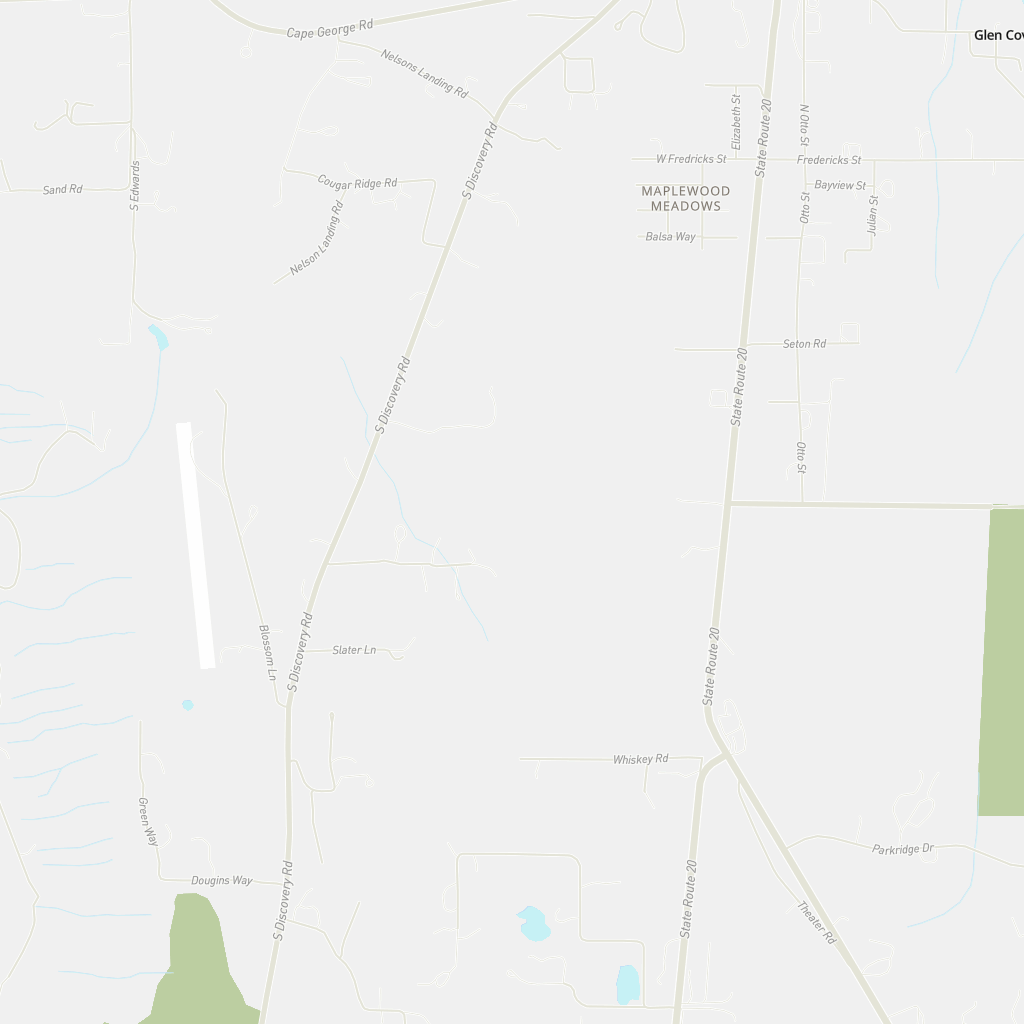 Cape George Rd
Glen Cov
Nelsons Landing Rd
Elizabeth St
State Route 20
N Otto St
S Discovery Rd
W Fredricks St
Fredericks St
Sand Rd
S Edwards
Cougar Ridge Rd
MAPLEWOOD
MEADOWS
Bayview St
Otto St
Julian St
Nelson Landing Rd
Balsa Way
Seton Rd
S Discovery Rd
State Route 20
Otto St
Blossom Ln
S Discovery Rd
Slater Ln
State Route 20
Whiskey Rd
Green Way
Parkridge Dr
Dougins Way
S Discovery Rd
State Route 20
Theater Rd